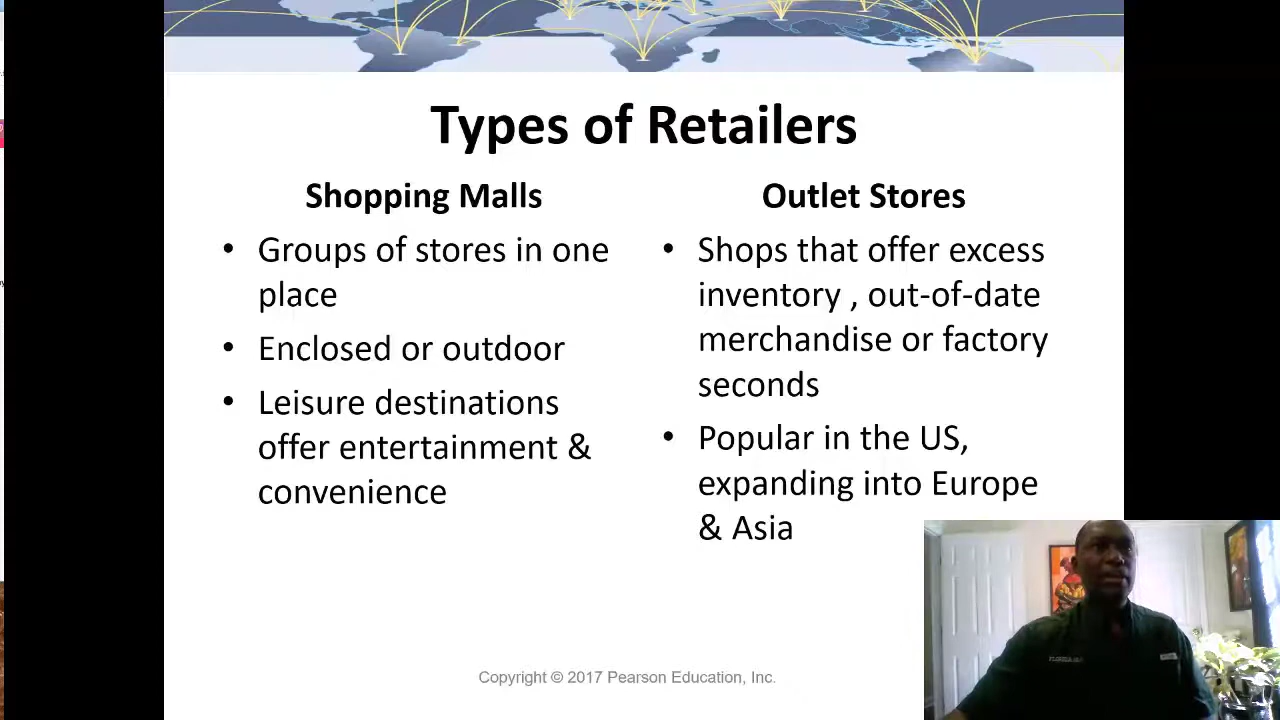 Types of Retailers
Shopping Malls
• Groups of stores in one
place
• Enclosed or outdoor
• Leisure destinations
offer entertainment &
convenience
Outlet Stores
• Shops that offer excess
inventory , out-of-date
merchandise or factory
seconds
• Popular in the US,
expanding into Europe
& Asia
Copyright © 2017 Pearson Education, Inc.